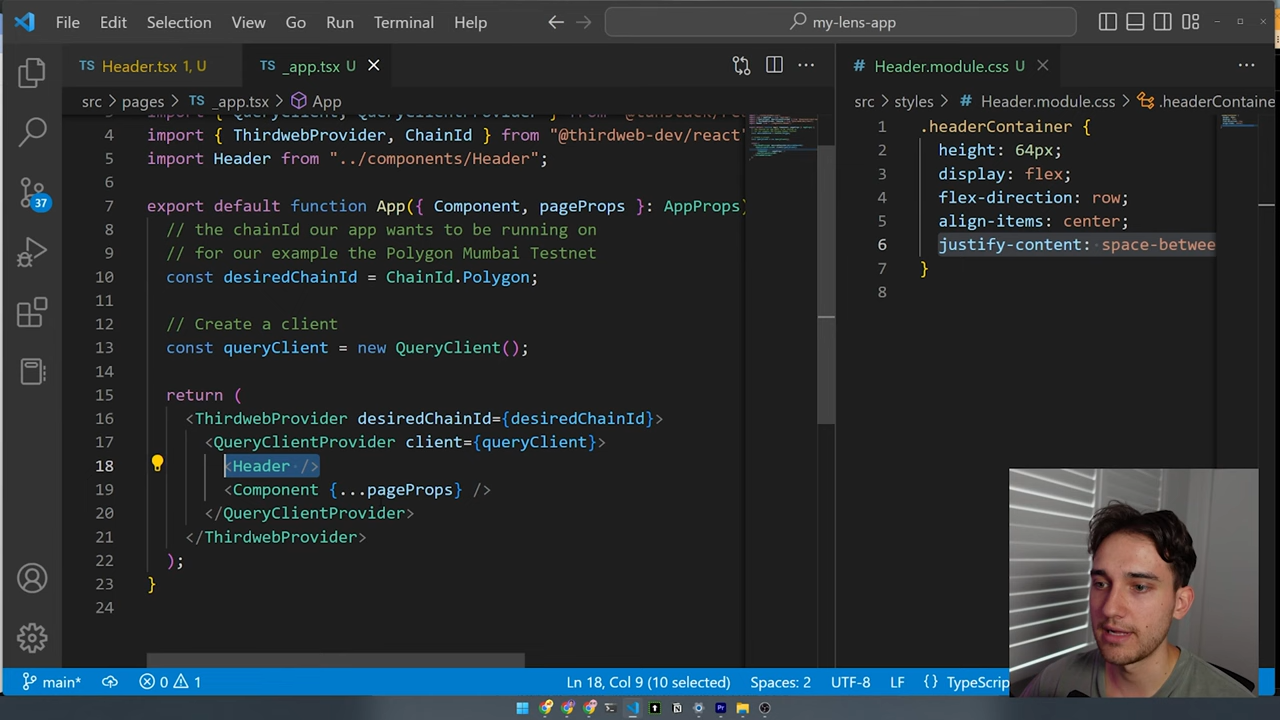 File Edit Selection View Go Run Terminal Help
my-lens-app
TS Header.tsx 1, U
TS _app.tsx U
# Header.module.css U
src > pages > TS _app.tsx > App
src > styles > # Header.module.css > .headerContaine
4 import { ThirdwebProvider, ChainId } from "@thirdweb-dev/react
5 import Header from "../components/Header";
6
7 export default function App({ Component, pageProps }: AppProps)
8 // the chainId our app wants to be running on
9 // for our example the Polygon Mumbai Testnet
10 const desiredChainId = ChainId.Polygon;
11
12 // Create a client
13 const queryClient = new QueryClient();
14
15 return (
16 <ThirdwebProvider desiredChainId={desiredChainId}>
17 <QueryClientProvider client={queryClient}>
18 <Header />
19 <Component {...pageProps} />
20 </QueryClientProvider>
21 </ThirdwebProvider>
22 );
23 }
24
1 .headerContainer {
2 height: 64px;
3 display: flex;
4 flex-direction: row;
5 align-items: center;
6 justify-content: space-betwee
7 }
8
37
main*
0 1
Ln 18, Col 9 (10 selected)
Spaces: 2
UTF-8
LF
{} TypeScrip